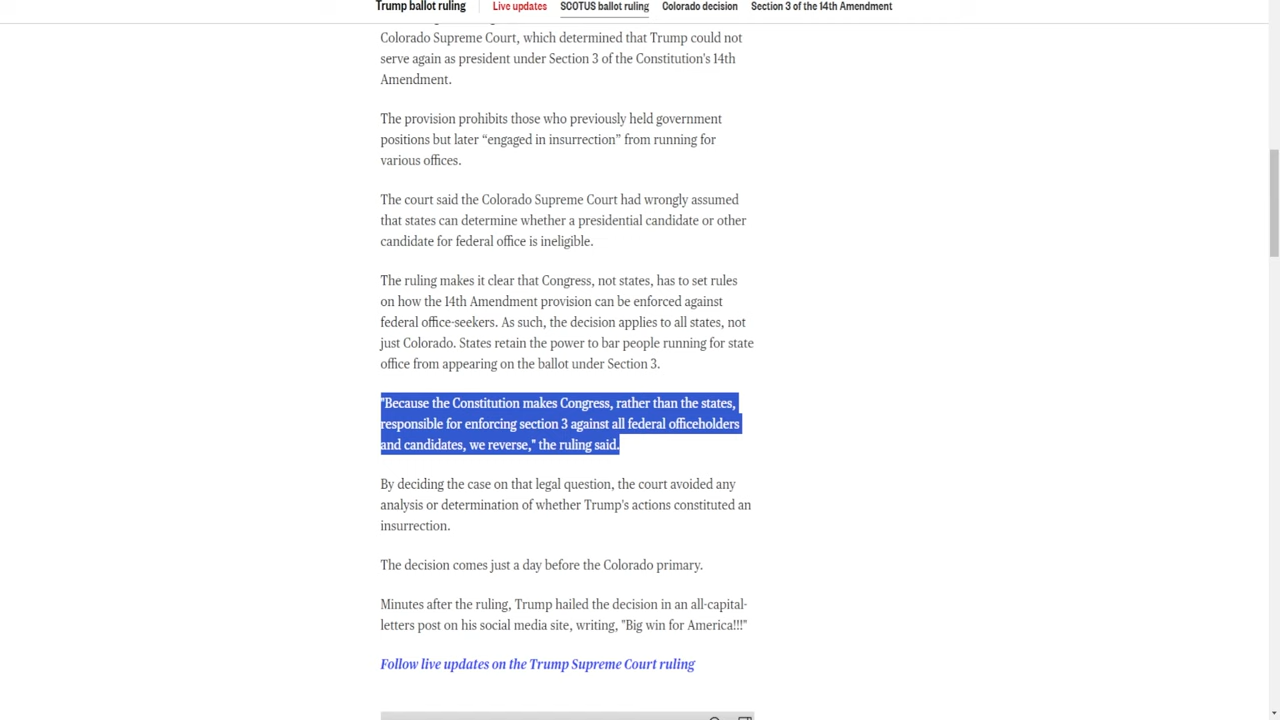 Trump ballot ruling
Live updates
SCOTUS ballot ruling
Colorado decision
Section 3 of the 14th Amendment
Colorado Supreme Court, which determined that Trump could not
serve again as president under Section 3 of the Constitution's 14th
Amendment.
The provision prohibits those who previously held government
positions but later “engaged in insurrection” from running for
various offices.
The court said the Colorado Supreme Court had wrongly assumed
that states can determine whether a presidential candidate or other
candidate for federal office is ineligible.
The ruling makes it clear that Congress, not states, has to set rules
on how the 14th Amendment provision can be enforced against
federal office-seekers. As such, the decision applies to all states, not
just Colorado. States retain the power to bar people running for state
office from appearing on the ballot under Section 3.
"Because the Constitution makes Congress, rather than the states,
responsible for enforcing section 3 against all federal officeholders
and candidates, we reverse," the ruling said.
By deciding the case on that legal question, the court avoided any
analysis or determination of whether Trump's actions constituted an
insurrection.
The decision comes just a day before the Colorado primary.
Minutes after the ruling, Trump hailed the decision in an all-capital-
letters post on his social media site, writing, "Big win for America!!!"
Follow live updates on the Trump Supreme Court ruling